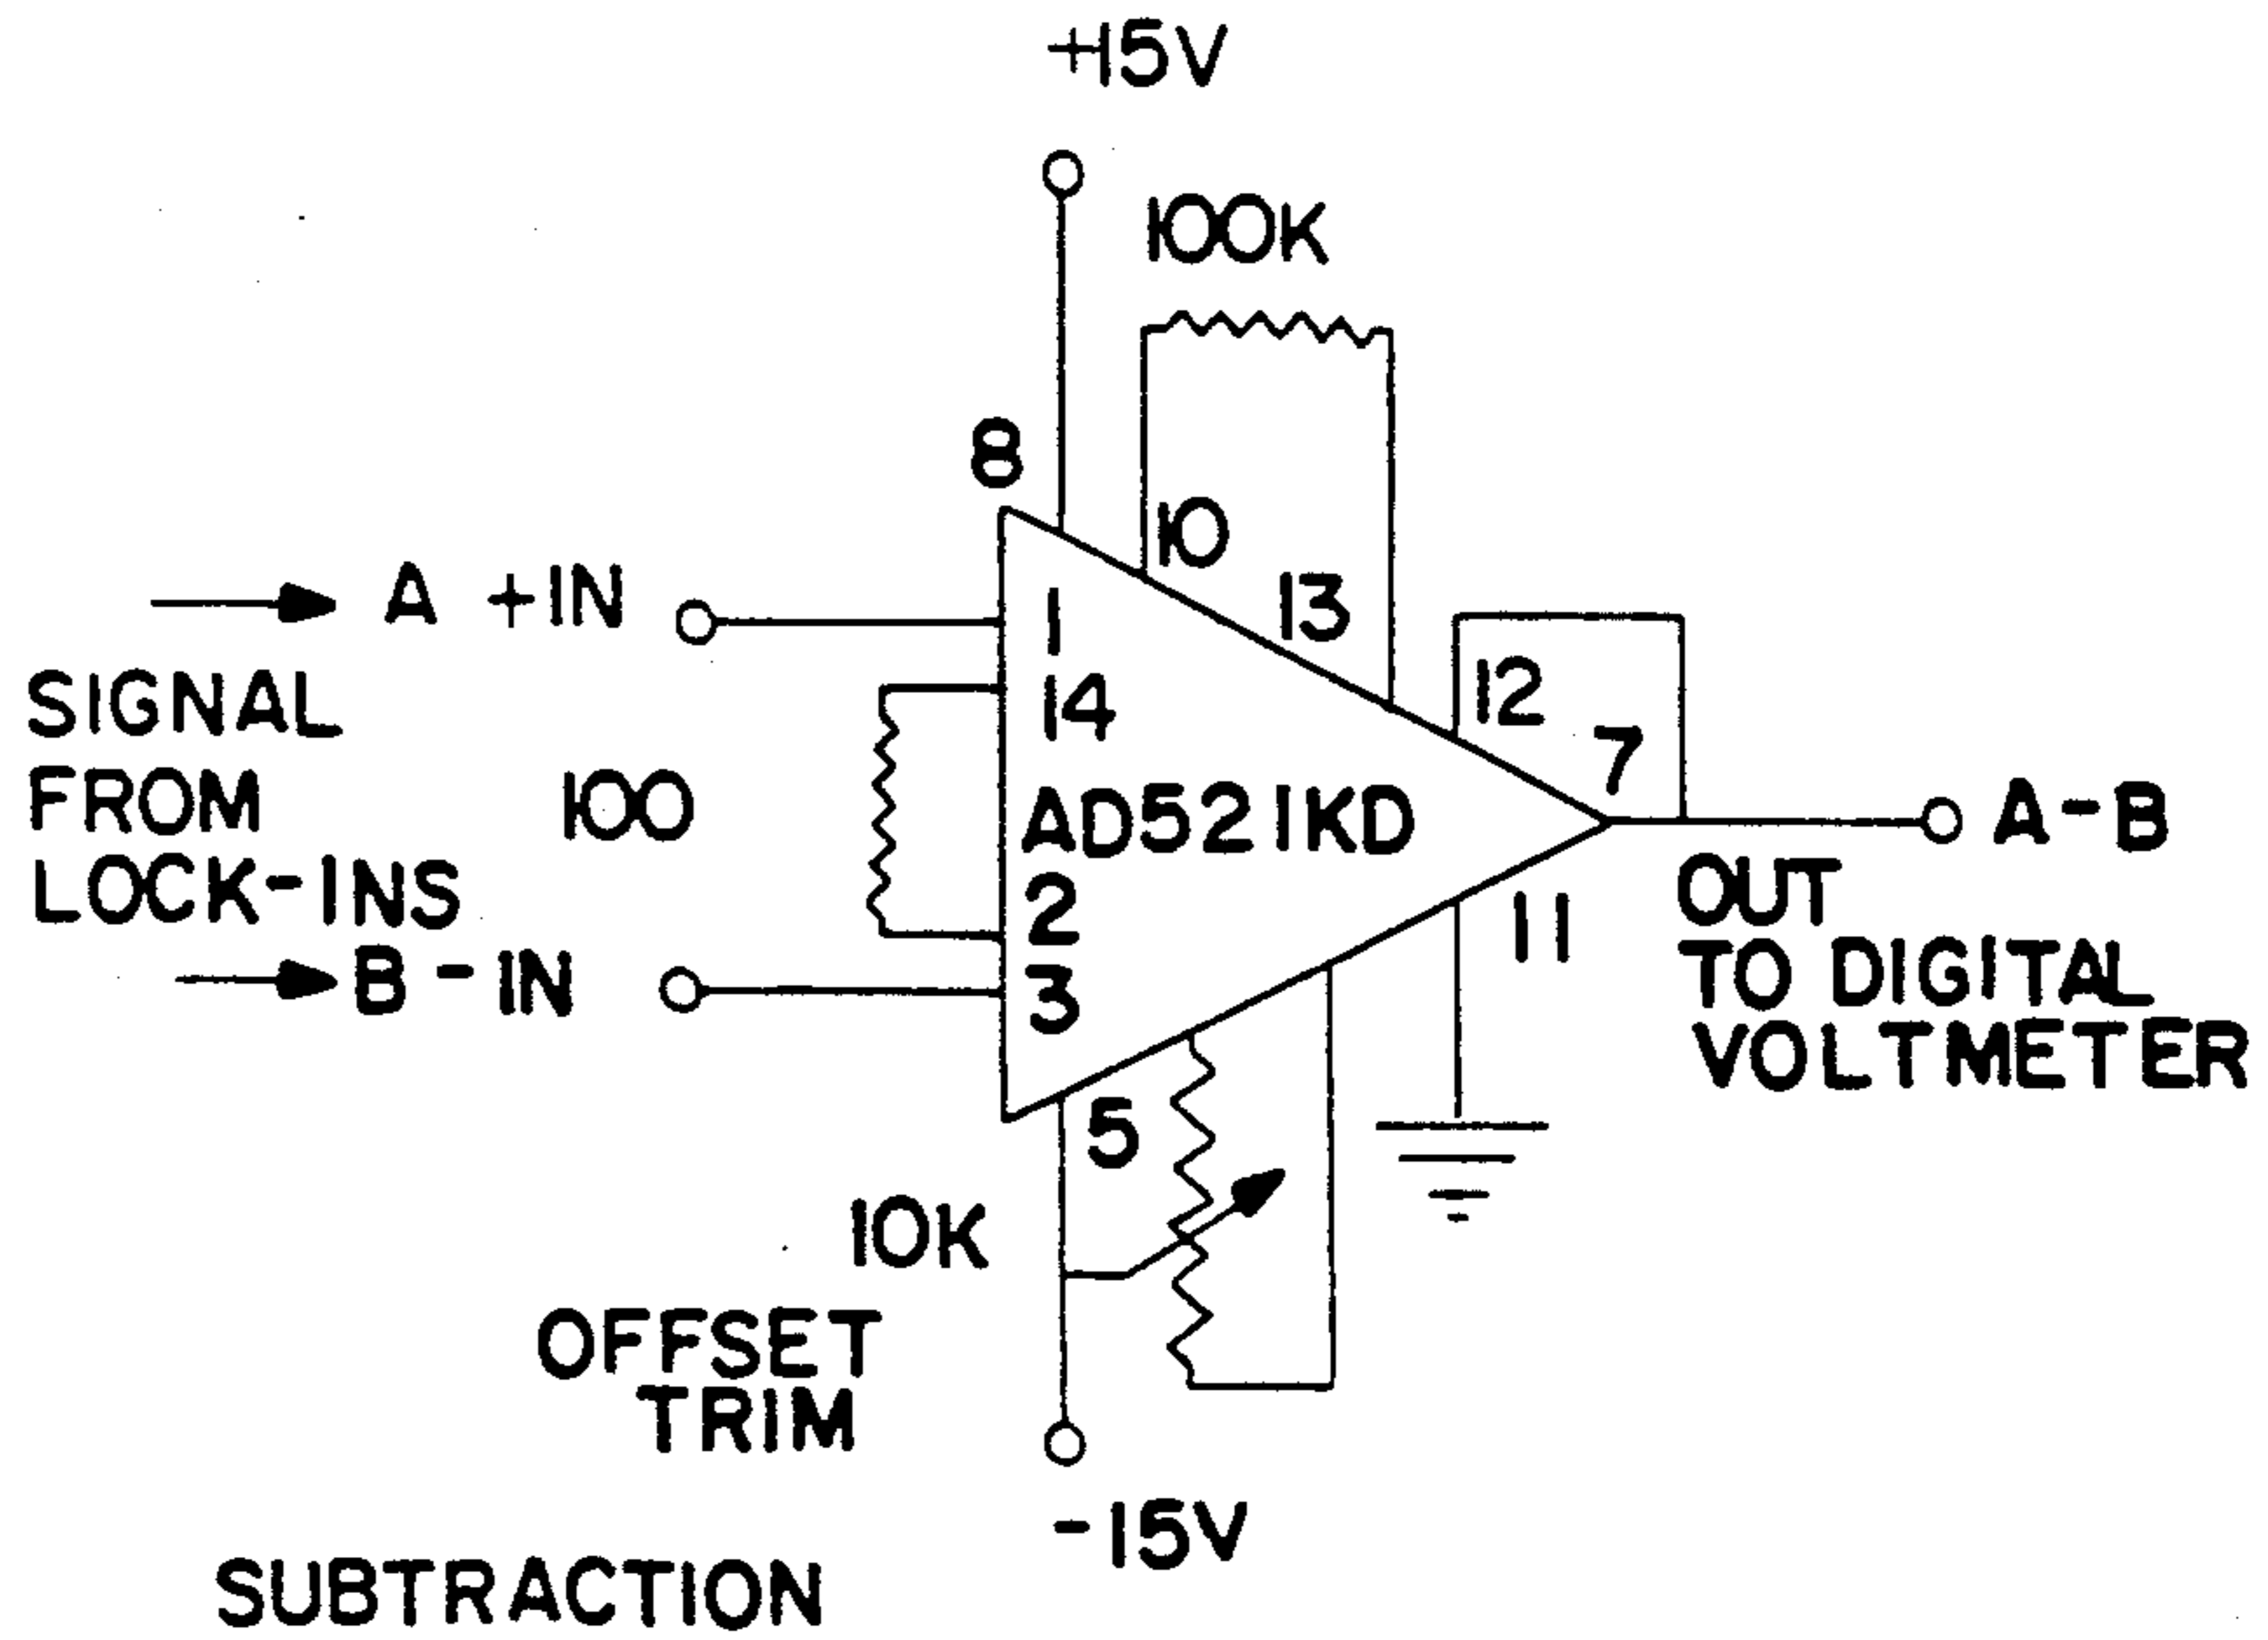 +15V
100K
8
10
13
A +IN
1
12
14
7
SIGNAL
FROM
LOCK-INS
100
AD521KD
A-B
2
11
OUT
TO DIGITAL
VOLTMETER
B -IN
3
5
10K
OFFSET
TRIM
-15V
SUBTRACTION